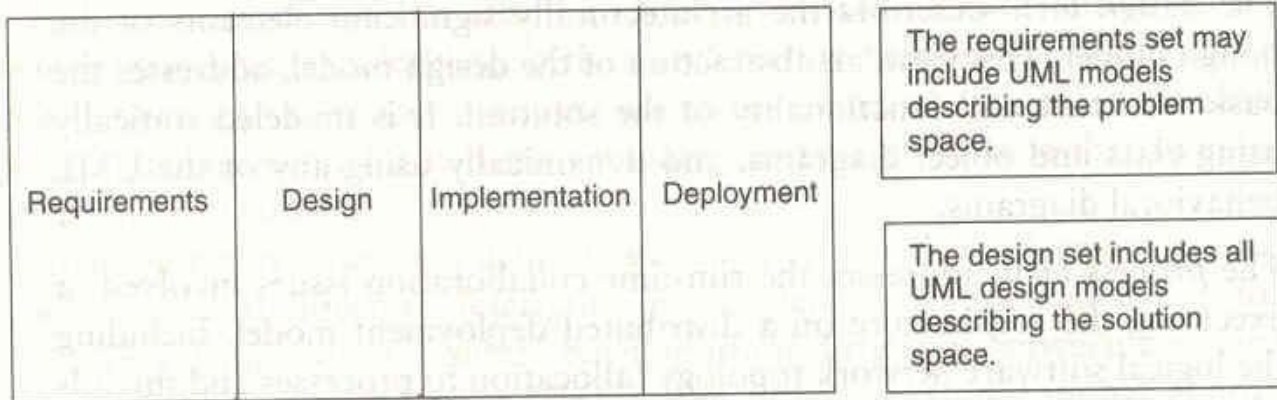 The requirements set may
include UML models
describing the problem
space.
Requirements
Design
Implementation
Deployment
The design set includes all
UML design models
describing the solution
space.